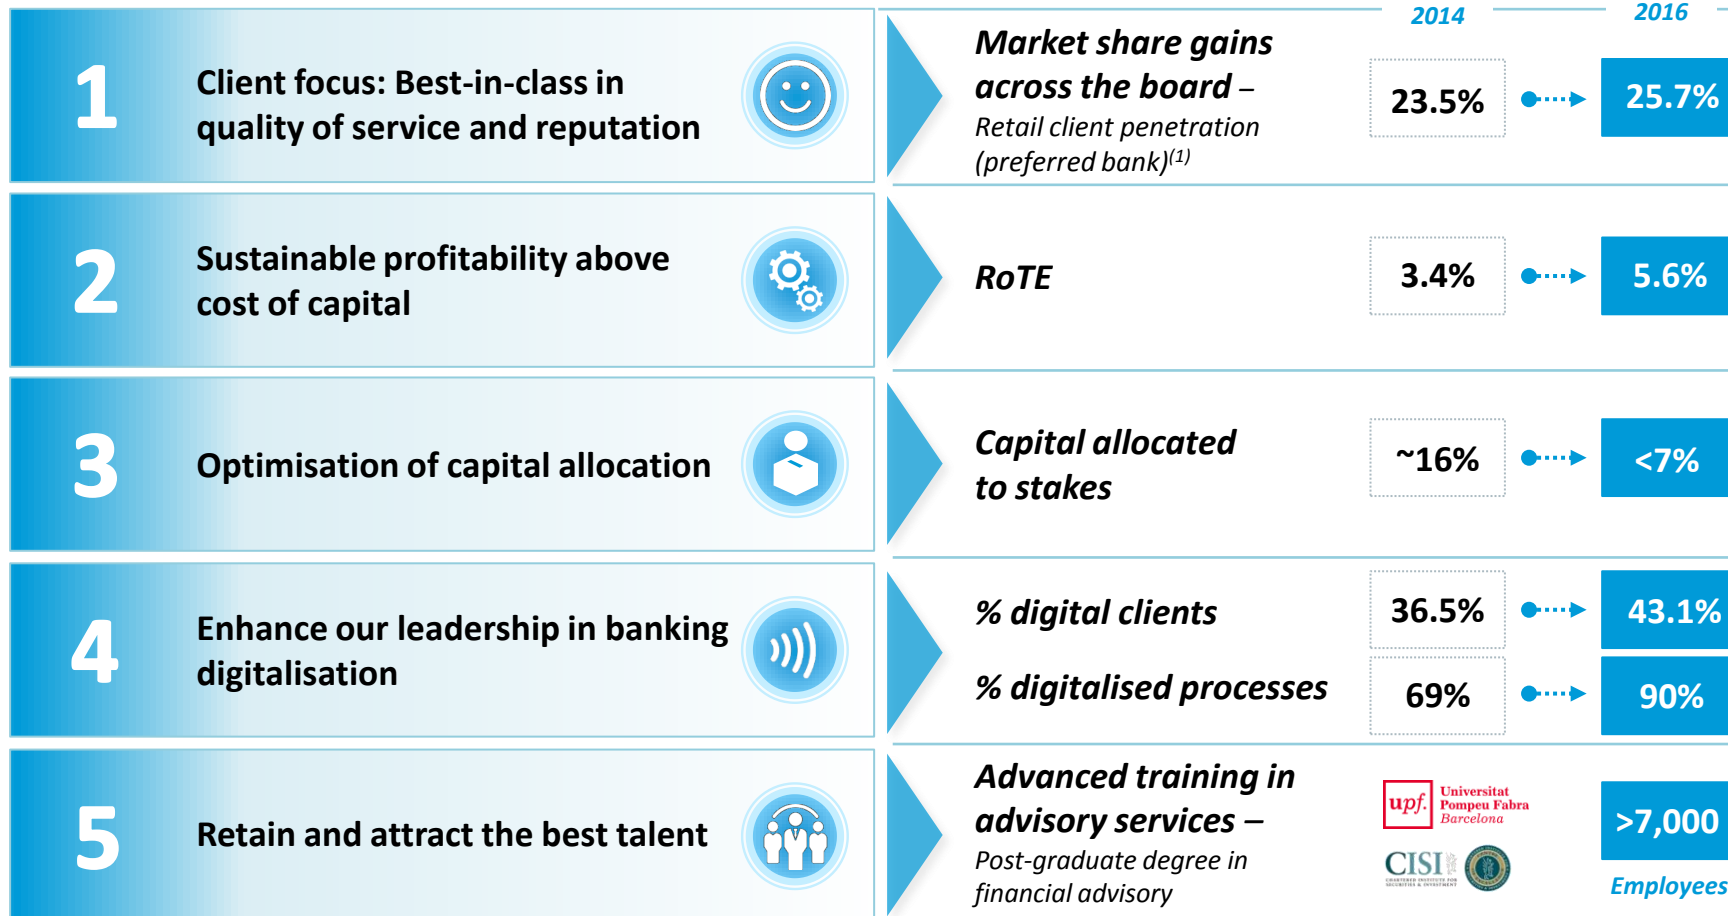 2014
2016
1
Client focus: Best-in-class in
quality of service and reputation
Market share gains
across the board –
Retail client penetration
(preferred bank)(1)
23.5%
25.7%
2
Sustainable profitability above
cost of capital
RoTE
3.4%
5.6%
3
Optimisation of capital allocation
Capital allocated
to stakes
~16%
<7%
4
Enhance our leadership in banking
digitalisation
% digital clients
36.5%
43.1%
% digitalised processes
69%
90%
5
Retain and attract the best talent
Advanced training in
advisory services –
Post-graduate degree in
financial advisory
upf.
Universitat
Pompeu Fabra
Barcelona
CISI
CHARTERED INSTITUTE FOR
SECURITIES & INVESTMENT
>7,000
Employees